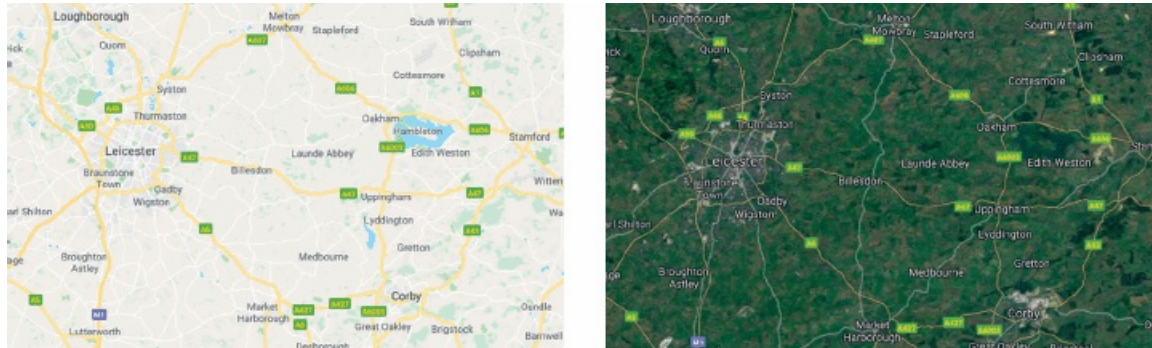 Loughborough
Melton
Mowbray
Stapleford
South Witham
A1
Quorn
A607
Clipsham
Cottesmore
Syston
A606
A1
A46
Thurmaston
A50
Oakham
Hambleton
A606
Stamford
Leicester
A47
A6003
Edith Weston
Launde Abbey
Braunstone
Town
Billesdon
Oadby
Wigston
A47
Uppingham
A47
Lyddington
A6
A43
Gretton
Broughton
Astley
Medbourne
A5
M1
Market
Harborough
A427
A427
Corby
A6003
A6
Great Oakley
Brigstock
Oundle
Lutterworth
Loughborough
Melton
Mowbray
Stapleford
South Witham
A1
Quorn
A6
A607
Clipsham
Cottesmore
Syston
A606
A1
A46
Thurmaston
A50
Oakham
A606
Leicester
A47
A6003
Edith Weston
Launde Abbey
Braunstone
Town
Billesdon
Oadby
Wigston
A47
Uppingham
A47
Lyddington
A6
A43
Gretton
Broughton
Astley
Medbourne
A5
M1
Market
Harborough
A427
A427
Corby
A6003